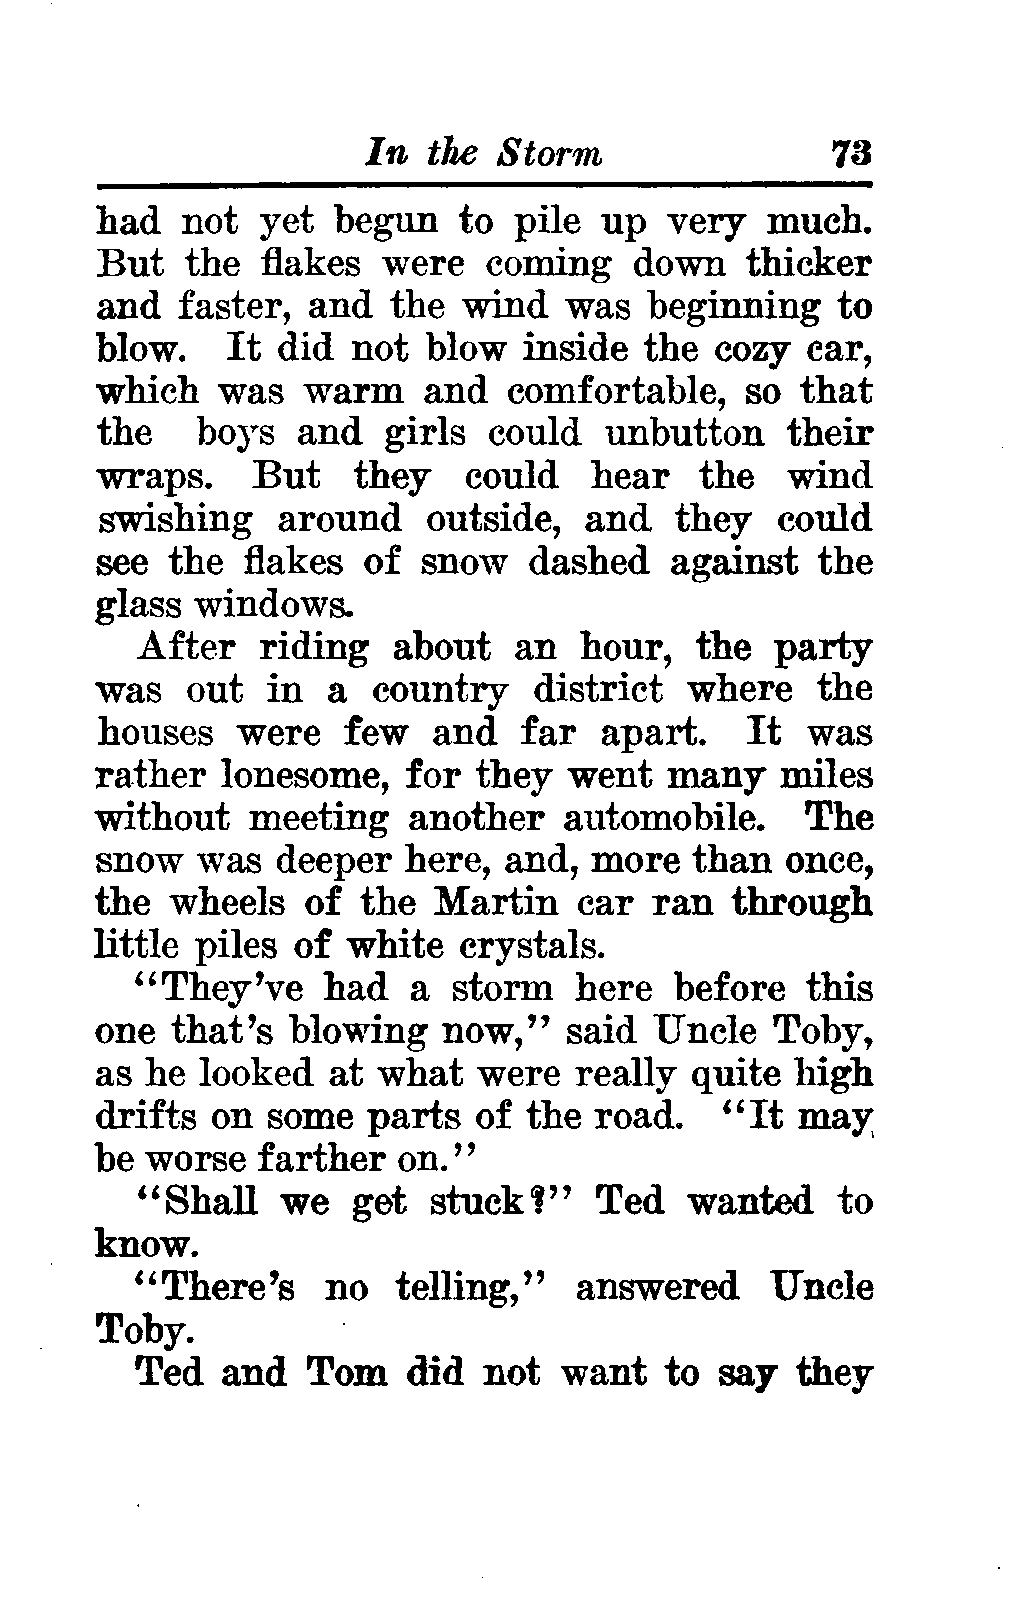 In the Storm 73
had not yet begun to pile up very much.
But the flakes were coming down thicker
and faster, and the wind was beginning to
blow. It did not blow inside the cozy car,
which was warm and comfortable, so that
the boys and girls could unbutton their
wraps. But they could hear the wind
swishing around outside, and they could
see the flakes of snow dashed against the
glass windows.
After riding about an hour, the party
was out in a country district where the
houses were few and far apart. It was
rather lonesome, for they went many miles
without meeting another automobile. The
snow was deeper here, and, more than once,
the wheels of the Martin car ran through
little piles of white crystals.
“They’ve had a storm here before this
one that’s blowing now,” said Uncle Toby,
as he looked at what were really quite high
drifts on some parts of the road. “It may
be worse farther on.”
“Shall we get stuck?” Ted wanted to
know.
“There’s no telling,” answered Uncle
Toby.
Ted and Tom did not want to say they